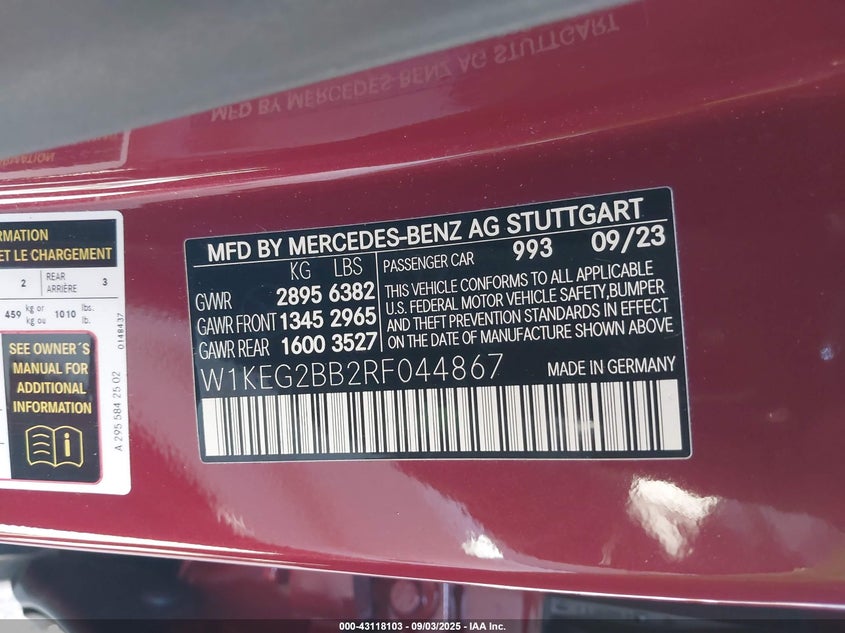 MFD BY MERCEDES-BENZ AG STUTTGART
RMATION
ET LE CHARGEMENT
2 REAR ARRIÈRE 3
459 kg or kg ou 1010 lbs. lb.
SEE OWNER´S
MANUAL FOR
ADDITIONAL
INFORMATION
A 295 584 25 02
0148437
MFD BY MERCEDES-BENZ AG STUTTGART
KG LBS
GVWR 2895 6382
GAWR FRONT 1345 2965
GAWR REAR 1600 3527
PASSENGER CAR 993 09/23
THIS VEHICLE CONFORMS TO ALL APPLICABLE
U.S. FEDERAL MOTOR VEHICLE SAFETY,BUMPER
AND THEFT PREVENTION STANDARDS IN EFFECT
ON THE DATE OF MANUFACTURE SHOWN ABOVE
W1KEG2BB2RF044867 MADE IN GERMANY
000-43118103 - 09/03/2025 - IAA Inc.